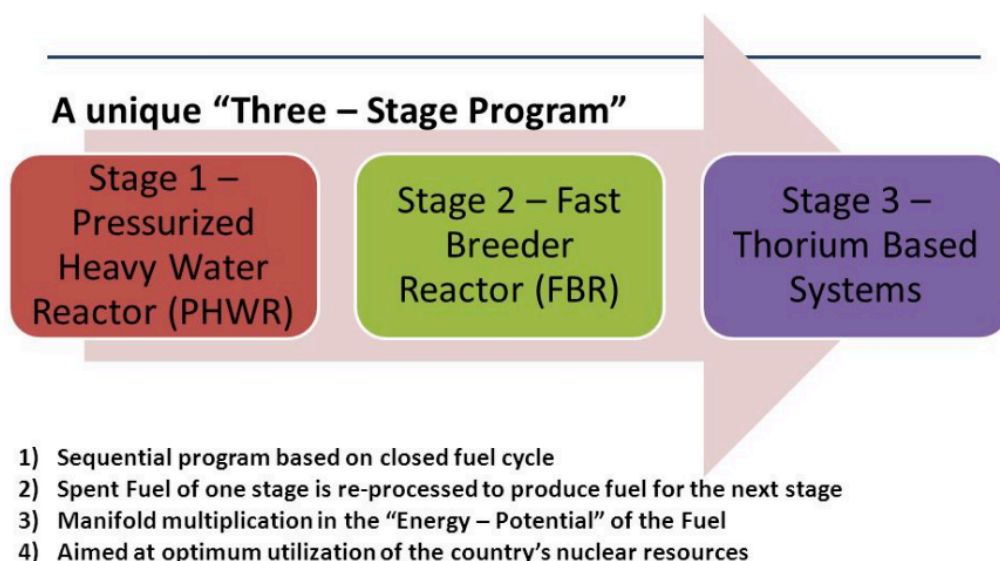 A unique “Three – Stage Program”
Stage 1 –
Pressurized
Heavy Water
Reactor (PHWR)
Stage 2 – Fast
Breeder
Reactor (FBR)
Stage 3 –
Thorium Based
Systems
1) Sequential program based on closed fuel cycle
2) Spent Fuel of one stage is re-processed to produce fuel for the next stage
3) Manifold multiplication in the “Energy – Potential” of the Fuel
4) Aimed at optimum utilization of the country’s nuclear resources